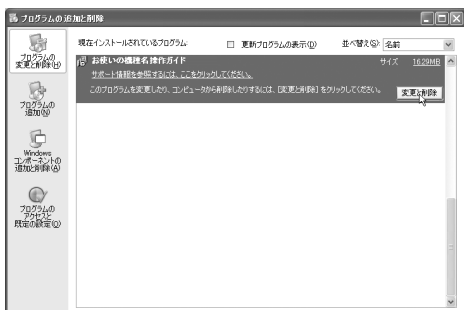 プログラムの追加と削除
プログラムの
変更と削除(H)
プログラムの
追加(N)
Windows
コンポーネントの
追加と削除(A)
プログラムの
アクセスと
既定の設定(O)
現在インストールされているプログラム:
更新プログラムの表示(D)
並べ替え(S):
名前
お使いの機種名操作ガイド
サイズ
16.29MB
サポート情報を参照するには、ここをクリックしてください。
このプログラムを変更したり、コンピュータから削除したりするには、[変更と削除] をクリックしてください。
変更と削除